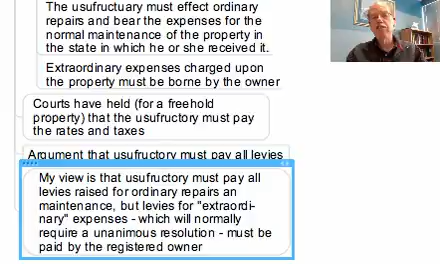 The usufructuary must effect ordinary
repairs and bear the expenses for the
normal maintenance of the property in
the state in which he or she received it.
Extraordinary expenses charged upon
the property must be borne by the owner
Courts have held (for a freehold
property) that the usufructory must pay
the rates and taxes
Argument that usufructory must pay all levies
My view is that usufructory must pay all
levies raised for ordinary repairs an
maintenance, but levies for "extraordi-
nary" expenses - which will normally
require a unanimous resolution - must be
paid by the registered owner